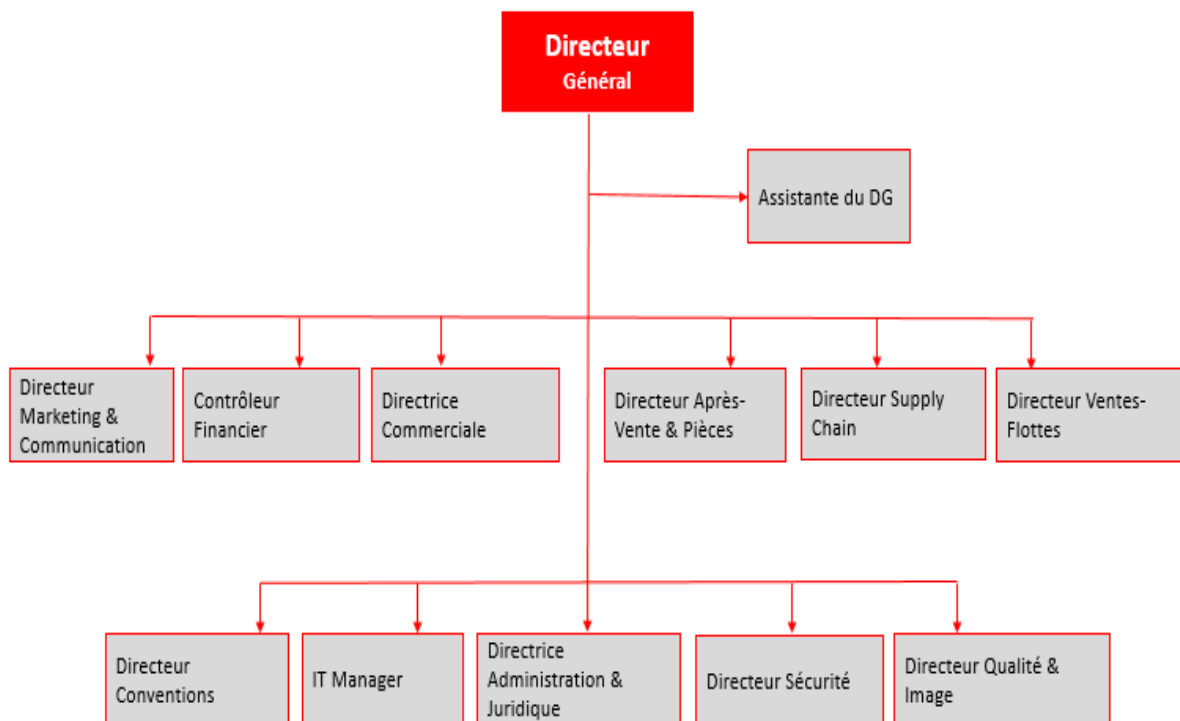 Directeur
Général
Assistante du DG
Directeur
Marketing &
Communication
Contrôleur
Financier
Directrice
Commerciale
Directeur Après-
Vente & Pièces
Directeur Supply
Chain
Directeur Ventes-
Flottes
Directeur
Conventions
IT Manager
Directrice
Administration &
Juridique
Directeur Sécurité
Directeur Qualité &
Image